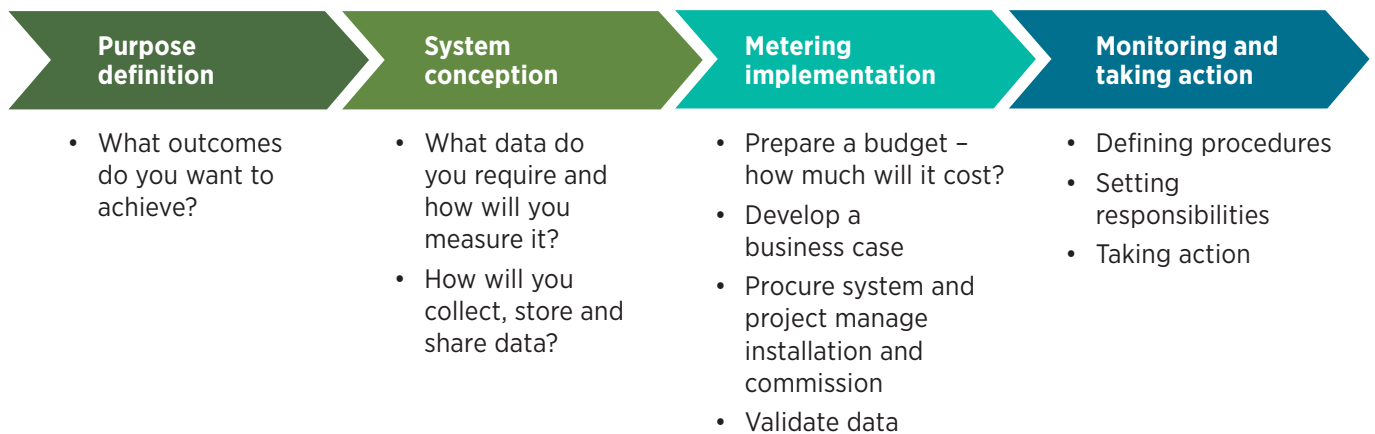 Purpose
definition
• What outcomes
do you want to
achieve?
System
conception
• What data do
you require and
how will you
measure it?
• How will you
collect, store and
share data?
Metering
implementation
• Prepare a budget –
how much will it cost?
• Develop a
business case
• Procure system and
project manage
installation and
commission
• Validate data
Monitoring and
taking action
• Defining procedures
• Setting
responsibilities
• Taking action